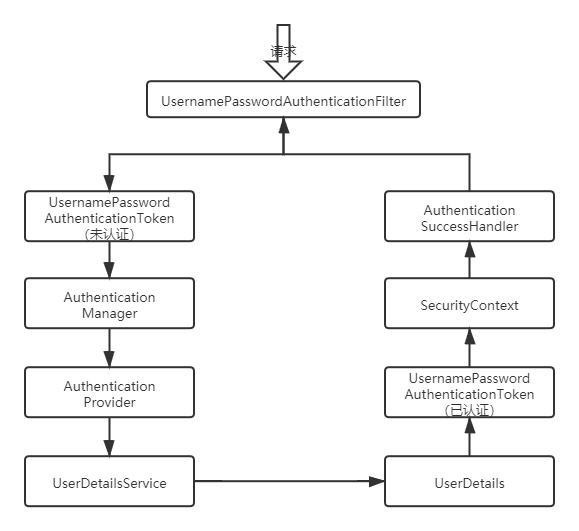 请求
UsernamePasswordAuthenticationFilter
UsernamePassword
AuthenticationToken
（未认证）
Authentication
Manager
Authentication
Provider
UserDetailsService
UserDetails
UsernamePassword
AuthenticationToken
（已认证）
SecurityContext
Authentication
SuccessHandler